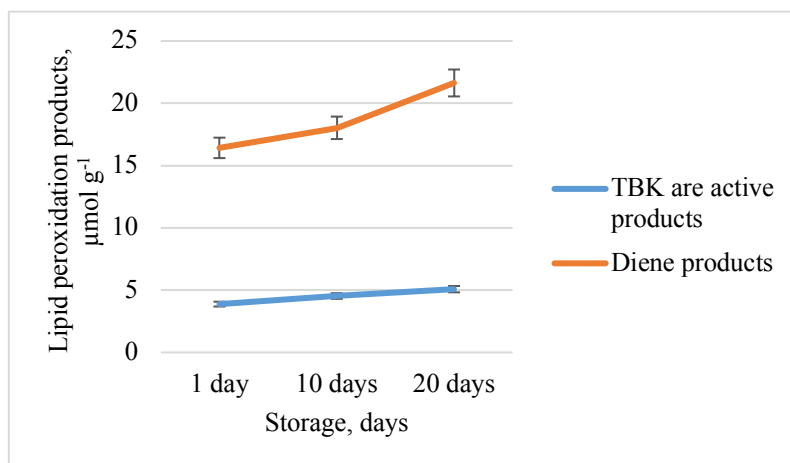 Lipid peroxidation products,
µmol g⁻¹
25
20
15
10
5
0
1 day 10 days 20 days
Storage, days
TBK are active
products
Diene products